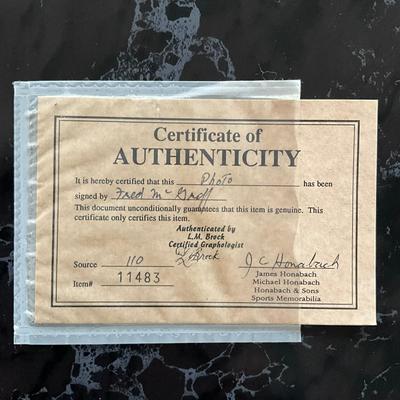 Certificate of
AUTHENTICITY
It is hereby certified that this Photo has been
signed by Fred McGriff
This document unconditionally guarantees that this item is genuine. This
certificate only certifies this item.
Authenticated by
L.M. Brock
Certified Graphologist
Source 110 L Brock J C Honabach
Item# 11483
James Honabach
Michael Honabach
Honabach & Sons
Sports Memorabilia